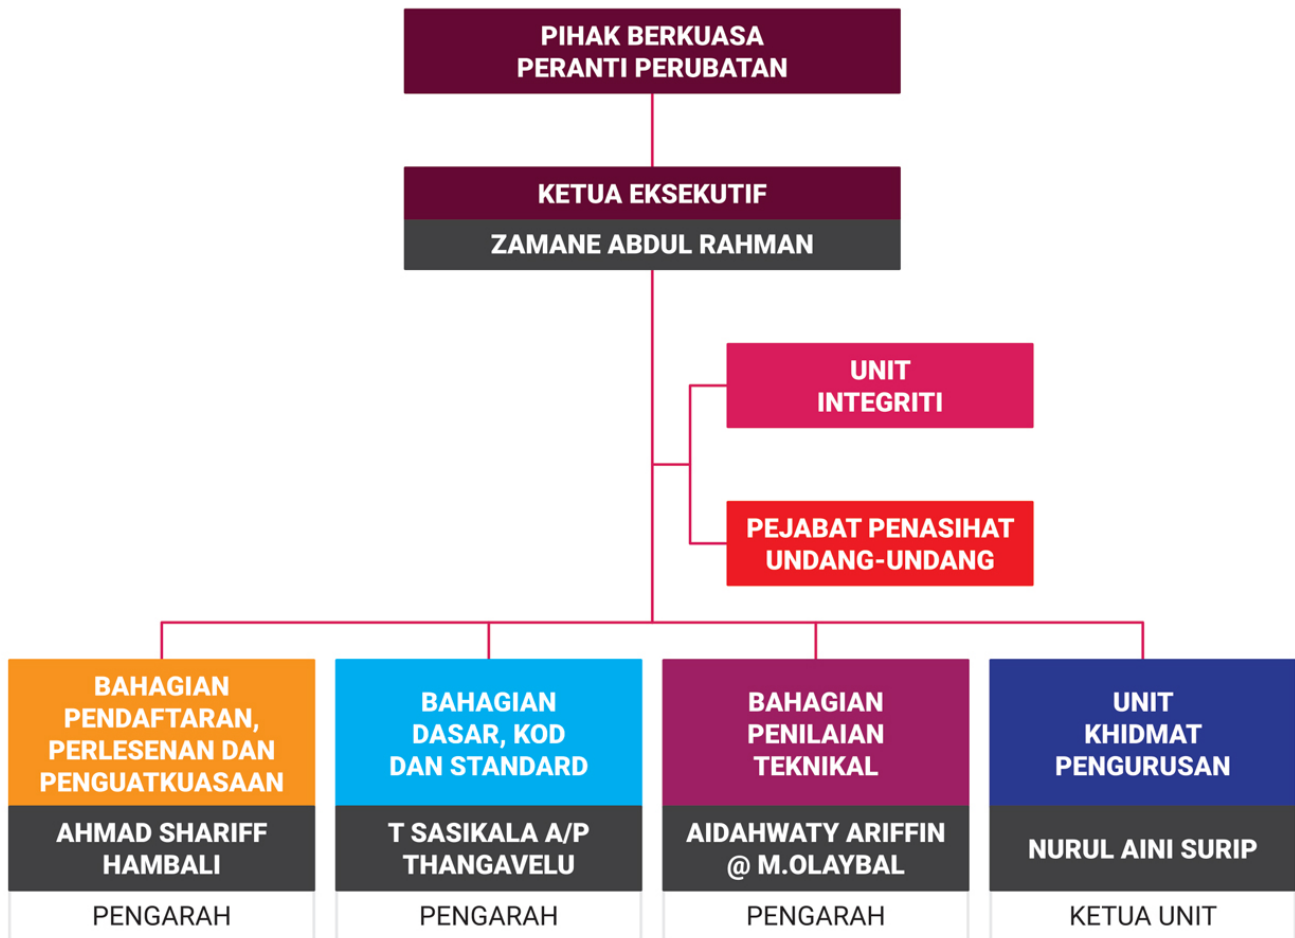 PIHAK BERKUASA
PERANTI PERUBATAN
KETUA EKSEKUTIF
ZAMANE ABDUL RAHMAN
UNIT
INTEGRITI
PEJABAT PENASIHAT
UNDANG-UNDANG
BAHAGIAN
PENDAFTARAN,
PERLESENAN DAN
PENGUATKUASAAN
AHMAD SHARIFF
HAMBALI
PENGARAH
BAHAGIAN
DASAR, KOD
DAN STANDARD
T SASIKALA A/P
THANGAVELU
PENGARAH
BAHAGIAN
PENILAIAN
TEKNIKAL
AIDAHWATY ARIFFIN
@ M.OLAYBAL
PENGARAH
UNIT
KHIDMAT
PENGURUSAN
NURUL AINI SURIP
KETUA UNIT